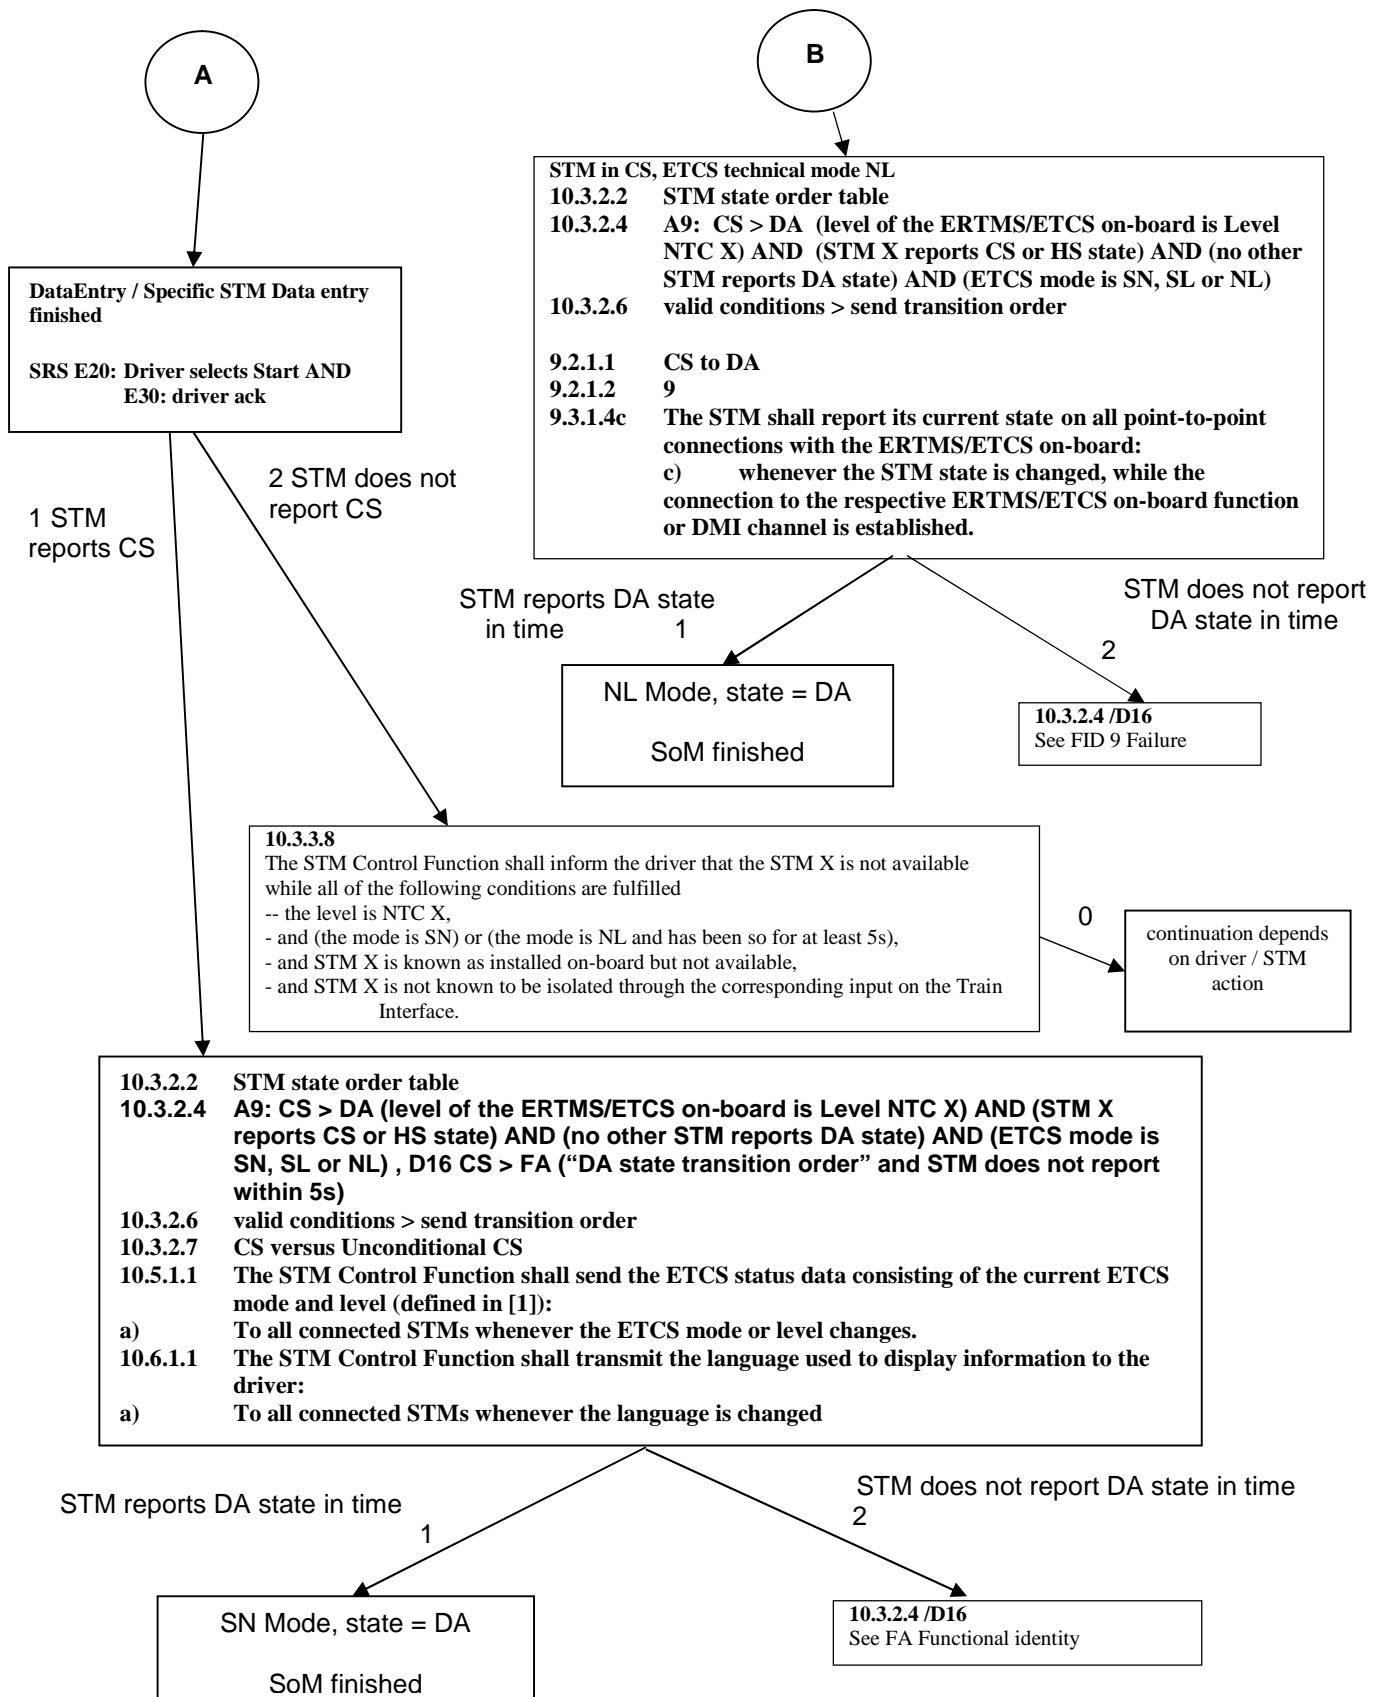 A
B
STM in CS, ETCS technical mode NL
10.3.2.2 STM state order table
10.3.2.4 A9: CS > DA (level of the ERTMS/ETCS on-board is Level
NTC X) AND (STM X reports CS or HS state) AND (no other
STM reports DA state) AND (ETCS mode is SN, SL or NL)
10.3.2.6 valid conditions > send transition order
9.2.1.1 CS to DA
9.2.1.2 9
9.3.1.4c The STM shall report its current state on all point-to-point
connections with the ERTMS/ETCS on-board:
c) whenever the STM state is changed, while the
connection to the respective ERTMS/ETCS on-board function
or DMI channel is established.
DataEntry / Specific STM Data entry
finished
SRS E20: Driver selects Start AND
E30: driver ack
1 STM
reports CS
2 STM does not
report CS
STM reports DA state
in time 1
STM does not report
DA state in time
2
NL Mode, state = DA
SoM finished
10.3.2.4 /D16
See FID 9 Failure
10.3.3.8
The STM Control Function shall inform the driver that the STM X is not available
while all of the following conditions are fulfilled
-- the level is NTC X,
- and (the mode is SN) or (the mode is NL and has been so for at least 5s),
- and STM X is known as installed on-board but not available,
- and STM X is not known to be isolated through the corresponding input on the Train
Interface.
0
continuation depends
on driver / STM
action
10.3.2.2 STM state order table
10.3.2.4 A9: CS > DA (level of the ERTMS/ETCS on-board is Level NTC X) AND (STM X
reports CS or HS state) AND (no other STM reports DA state) AND (ETCS mode is
SN, SL or NL) , D16 CS > FA (“DA state transition order” and STM does not report
within 5s)
10.3.2.6 valid conditions > send transition order
10.3.2.7 CS versus Unconditional CS
10.5.1.1 The STM Control Function shall send the ETCS status data consisting of the current ETCS
mode and level (defined in [1]):
a) To all connected STMs whenever the ETCS mode or level changes.
10.6.1.1 The STM Control Function shall transmit the language used to display information to the
driver:
a) To all connected STMs whenever the language is changed
STM reports DA state in time
1
STM does not report DA state in time
2
SN Mode, state = DA
SoM finished
10.3.2.4 /D16
See FA Functional identity